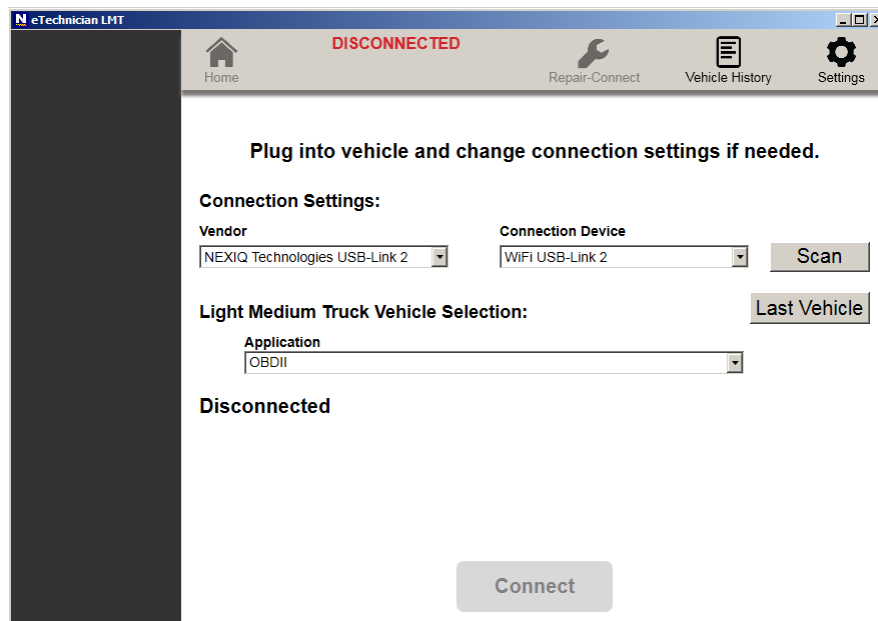 N eTechnician LMT
DISCONNECTED
Home
Repair-Connect
Vehicle History
Settings
Plug into vehicle and change connection settings if needed.
Connection Settings:
Vendor
Connection Device
NEXIQ Technologies USB-Link 2
WiFi USB-Link 2
Scan
Light Medium Truck Vehicle Selection:
Last Vehicle
Application
OBDII
Disconnected
Connect